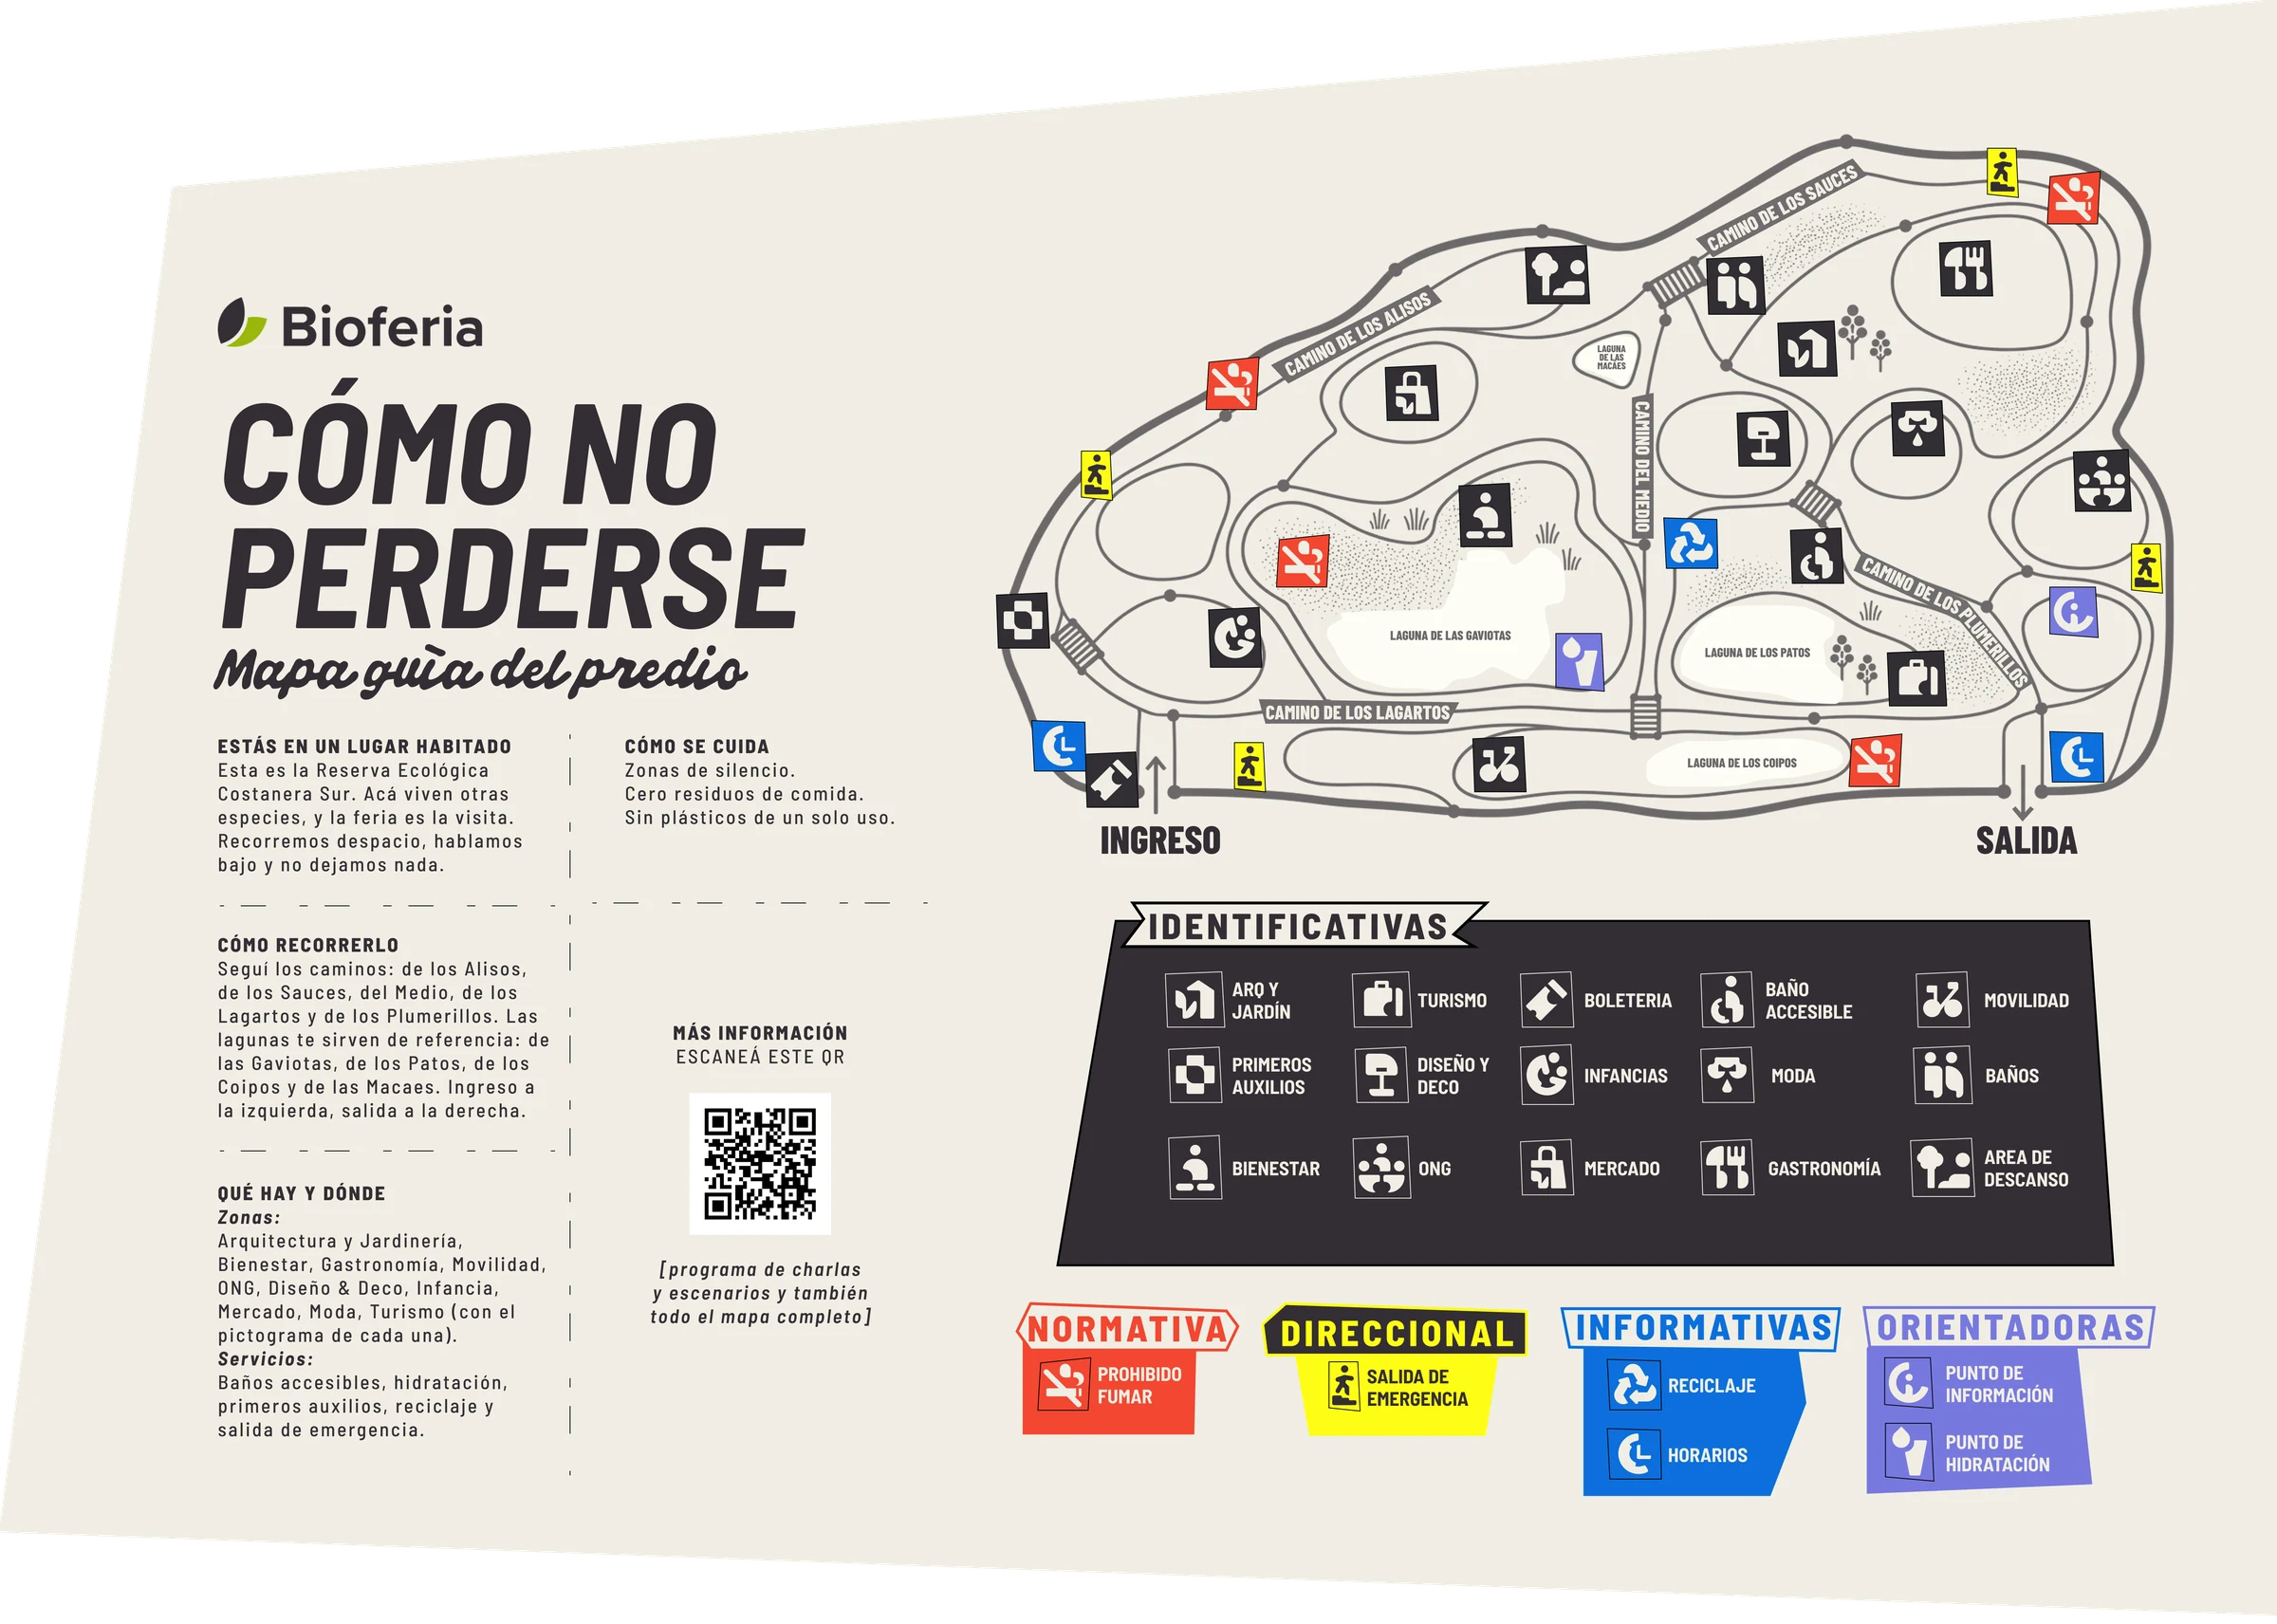 Bioferia
CÓMO NO
PERDERSE
Mapa guìa del predio
ESTÁS EN UN LUGAR HABITADO
Esta es la Reserva Ecológica
Costanera Sur. Acá viven otras
especies, y la feria es la visita.
Recorremos despacio, hablamos
bajo y no dejamos nada.
CÓMO RECORRERLO
Seguí los caminos: de los Alisos,
de los Sauces, del Medio, de los
Lagartos y de los Plumerillos. Las
lagunas te sirven de referencia: de
las Gaviotas, de los Patos, de los
Coipos y de las Macaes. Ingreso a
la izquierda, salida a la derecha.
QUÉ HAY Y DÓNDE
Zonas:
Arquitectura y Jardinería,
Bienestar, Gastronomía, Movilidad,
ONG, Diseño & Deco, Infancia,
Mercado, Moda, Turismo (con el
pictograma de cada una).
Servicios:
Baños accesibles, hidratación,
primeros auxilios, reciclaje y
salida de emergencia.
CÓMO SE CUIDA
Zonas de silencio.
Cero residuos de comida.
Sin plásticos de un solo uso.
MÁS INFORMACIÓN
ESCANEÁ ESTE QR
[programa de charlas
y escenarios y también
todo el mapa completo]
CAMINO DE LOS SAUCES
CAMINO DE LOS ALISOS
LAGUNA
DE LAS
MACAES
CAMINO DEL MEDIO
CAMINO DE LOS PLUMERILLOS
LAGUNA DE LAS GAVIOTAS
LAGUNA DE LOS PATOS
CAMINO DE LOS LAGARTOS
LAGUNA DE LOS COIPOS
INGRESO
SALIDA
IDENTIFICATIVAS
ARQ Y
JARDÍN
TURISMO
BOLETERIA
BAÑO
ACCESIBLE
MOVILIDAD
PRIMEROS
AUXILIOS
DISEÑO Y
DECO
INFANCIAS
MODA
BAÑOS
BIENESTAR
ONG
MERCADO
GASTRONOMÍA
AREA DE
DESCANSO
NORMATIVA
PROHIBIDO
FUMAR
DIRECCIONAL
SALIDA DE
EMERGENCIA
INFORMATIVAS
RECICLAJE
HORARIOS
ORIENTADORAS
PUNTO DE
INFORMACIÓN
PUNTO DE
HIDRATACIÓN